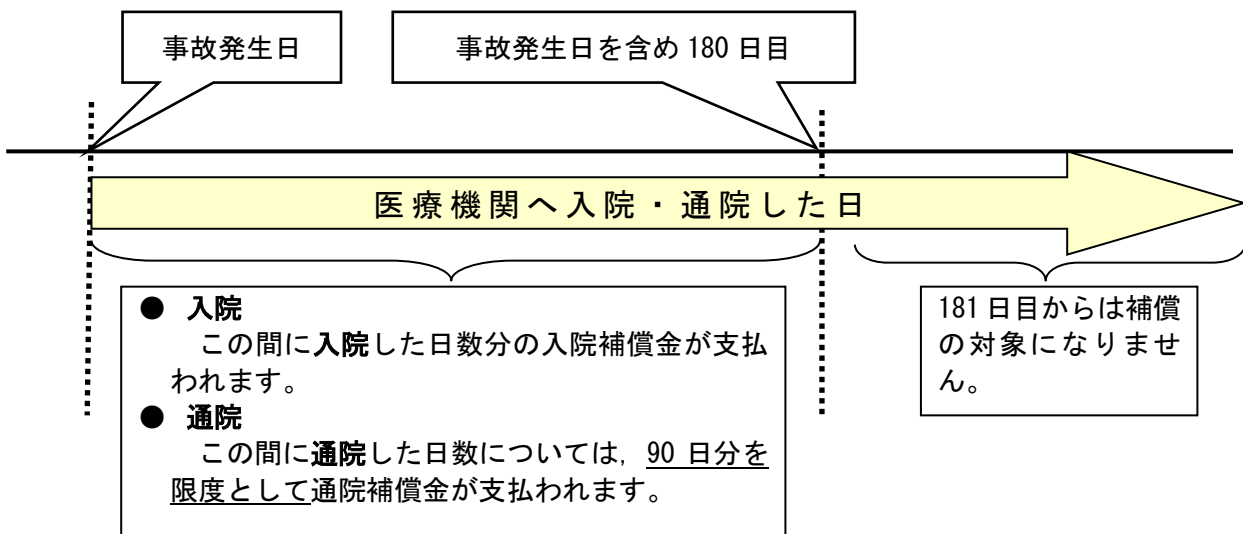 事故発生日
事故発生日を含め 180 日目
医療機関へ入院・通院した日
● 入院
この間に入院した日数分の入院補償金が支払
われます。
● 通院
この間に通院した日数については, 90 日分を
限度として通院補償金が支払われます。
181 日目からは補償
の対象になりませ
ん。